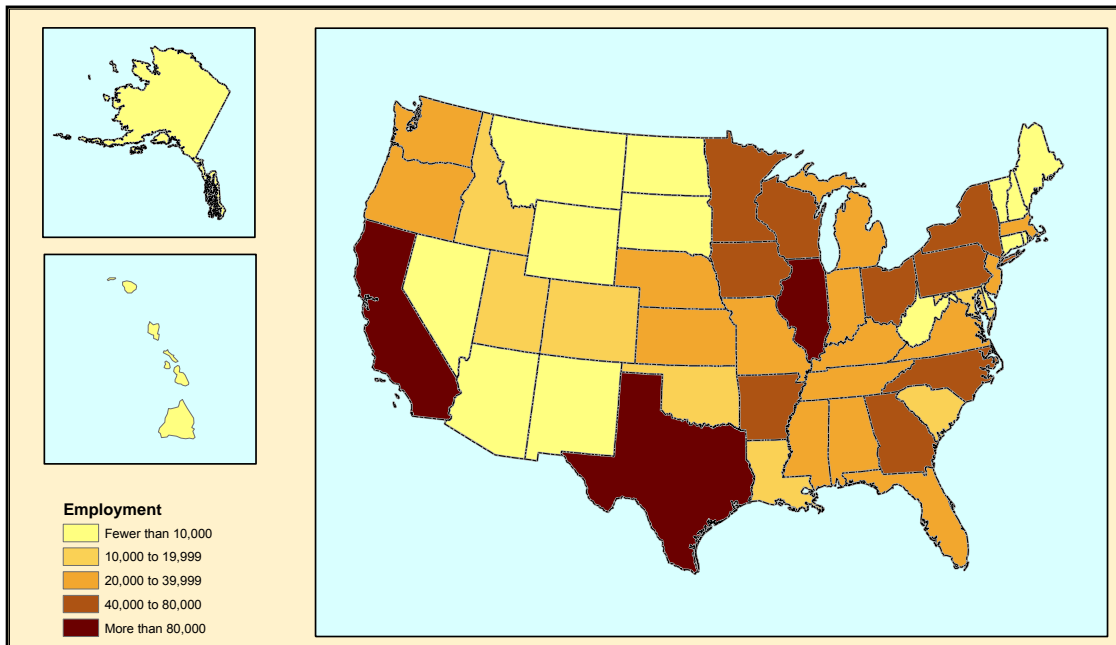 Employment
Fewer than 10,000
10,000 to 19,999
20,000 to 39,999
40,000 to 80,000
More than 80,000